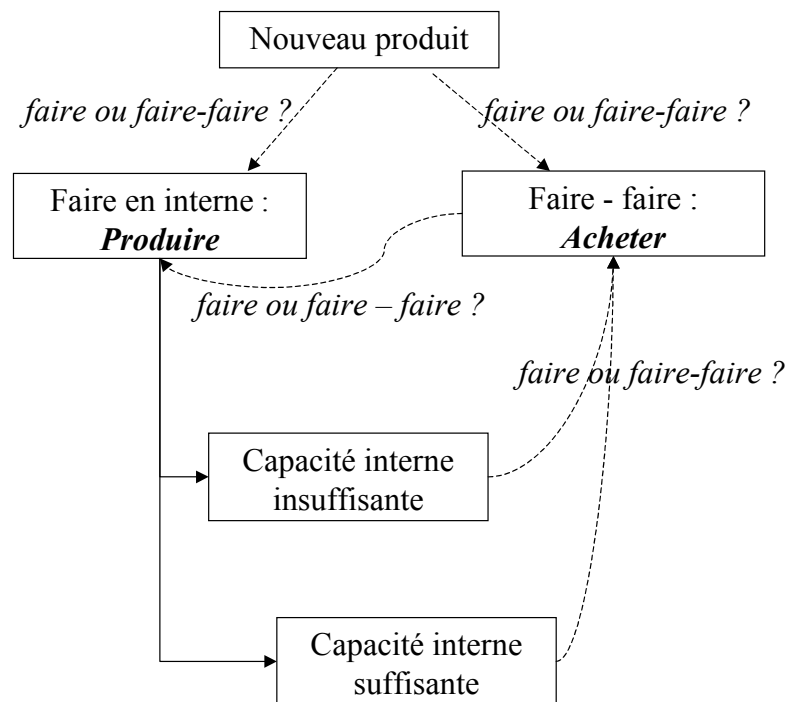 Nouveau produit
faire ou faire-faire ?
faire ou faire-faire ?
Faire en interne :
Produire
Faire - faire :
Acheter
faire ou faire – faire ?
faire ou faire-faire ?
Capacité interne
insuffisante
Capacité interne
suffisante